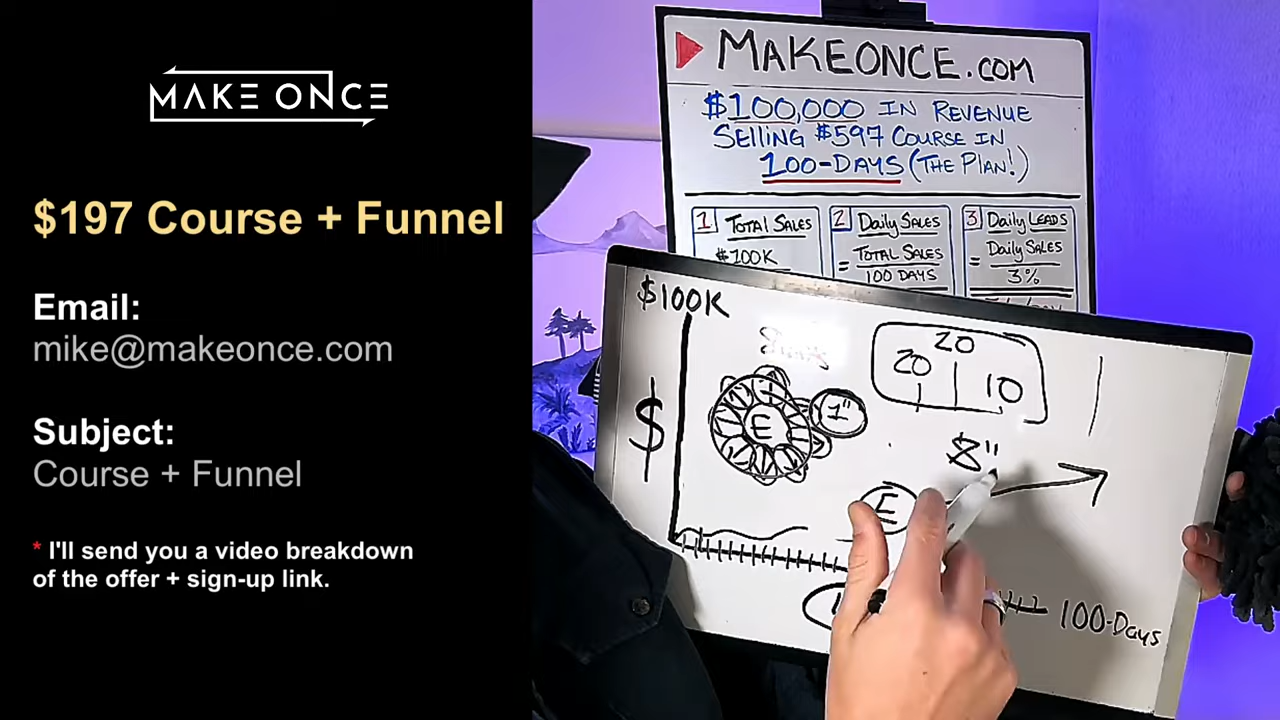 MAKE ONCE
$197 Course + Funnel
Email:
mike@makeonce.com
Subject:
Course + Funnel
* I'll send you a video breakdown
of the offer + sign-up link.
MAKEONCE.COM
$100,000 IN REVENUE
SELLING $597 COURSE IN
100-DAYS (THE PLAN!)
1 TOTAL SALES
$100K
2 Daily SALES
= TOTAL SALES
100 DAYS
3 Daily LEADS
= Daily SALES
3%
$100K
$
E
1"
20
20
10
8"
E
100-Days